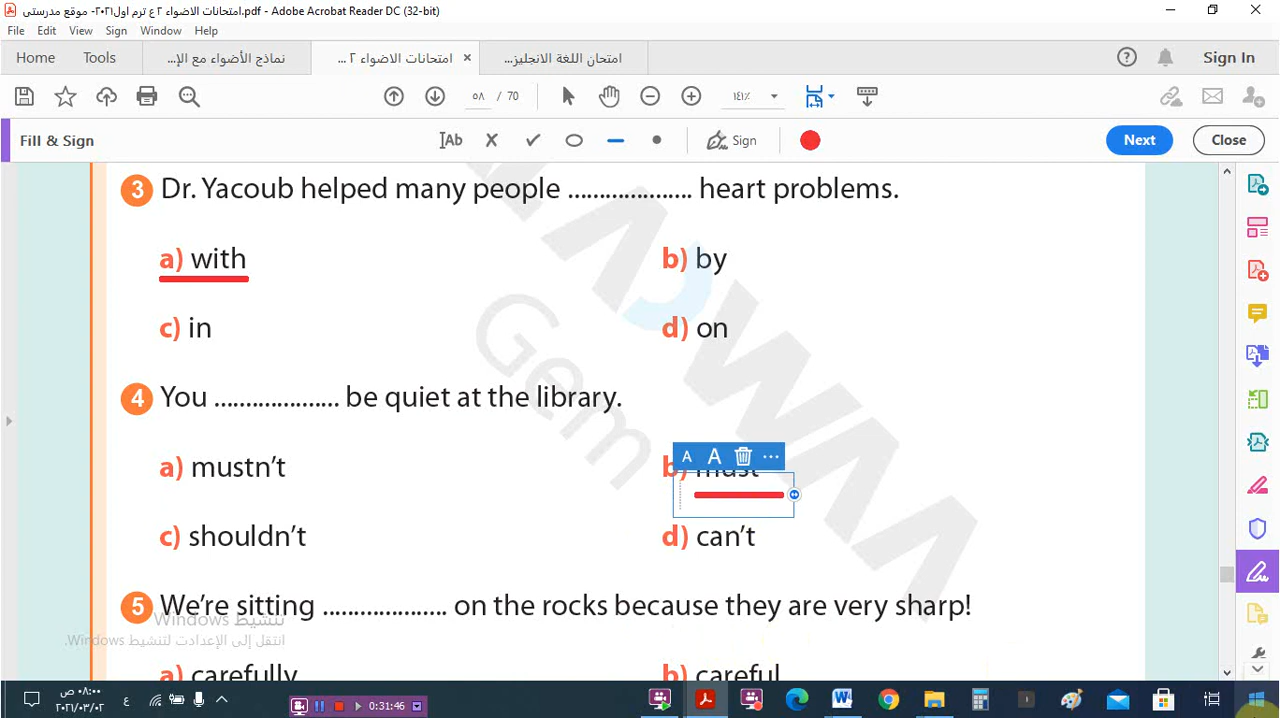 امتحانات الاضواء ٢ ع ترم اول٢٠٢١- موقع مدرستى.pdf - Adobe Acrobat Reader DC (32-bit)
File Edit View Sign Window Help
Home Tools نماذج الأضواء مع الإ... امتحانات الاضواء ٢ ... امتحان اللغة الانجليز... Sign In
٥٨ / 70 ١٤١٪
Fill & Sign IAb Sign Next Close
3 Dr. Yacoub helped many people .................... heart problems.
a) with b) by
c) in d) on
4 You .................... be quiet at the library.
a) mustn't b) must
A A ...
c) shouldn't d) can't
5 We're sitting .................... on the rocks because they are very sharp!
a) carefully b) careful
ADWAA
Gem
تنشيط Windows
انتقل إلى الإعدادت لتنشيط Windows.
٠٨:٠٠ ص
٢٠٢١/٠٣/٠٢
ع
0:31:46